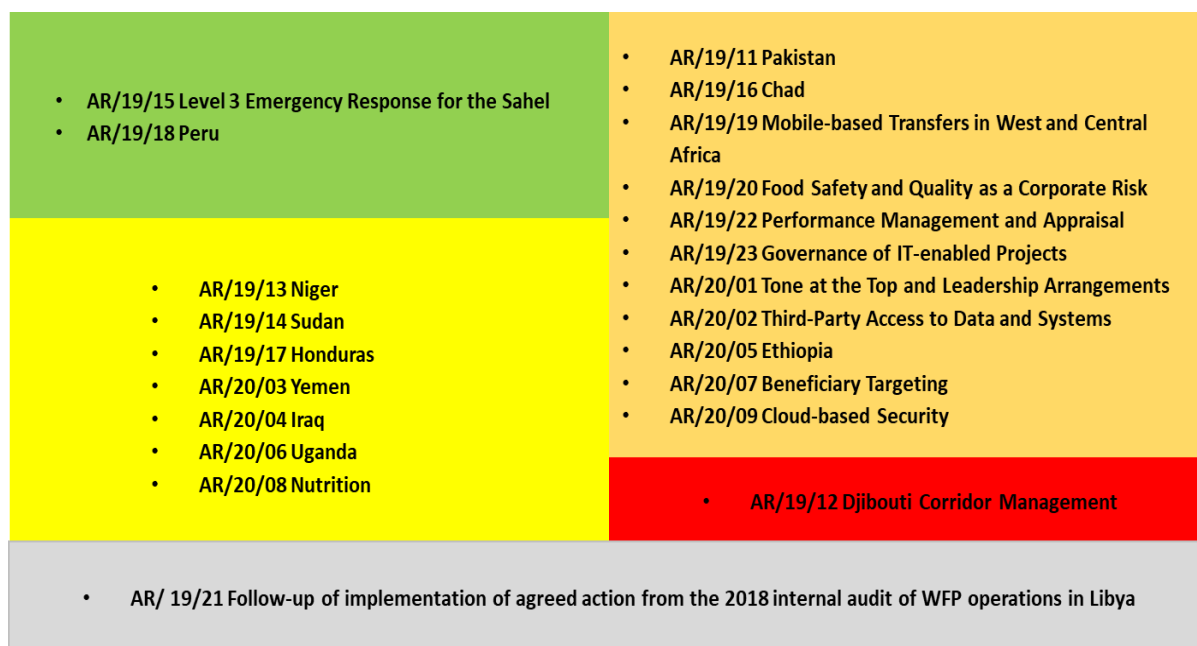 • AR/19/15 Level 3 Emergency Response for the Sahel
• AR/19/18 Peru
• AR/19/13 Niger
• AR/19/14 Sudan
• AR/19/17 Honduras
• AR/20/03 Yemen
• AR/20/04 Iraq
• AR/20/06 Uganda
• AR/20/08 Nutrition
• AR/19/11 Pakistan
• AR/19/16 Chad
• AR/19/19 Mobile-based Transfers in West and Central
Africa
• AR/19/20 Food Safety and Quality as a Corporate Risk
• AR/19/22 Performance Management and Appraisal
• AR/19/23 Governance of IT-enabled Projects
• AR/20/01 Tone at the Top and Leadership Arrangements
• AR/20/02 Third-Party Access to Data and Systems
• AR/20/05 Ethiopia
• AR/20/07 Beneficiary Targeting
• AR/20/09 Cloud-based Security
• AR/19/12 Djibouti Corridor Management
• AR/ 19/21 Follow-up of implementation of agreed action from the 2018 internal audit of WFP operations in Libya